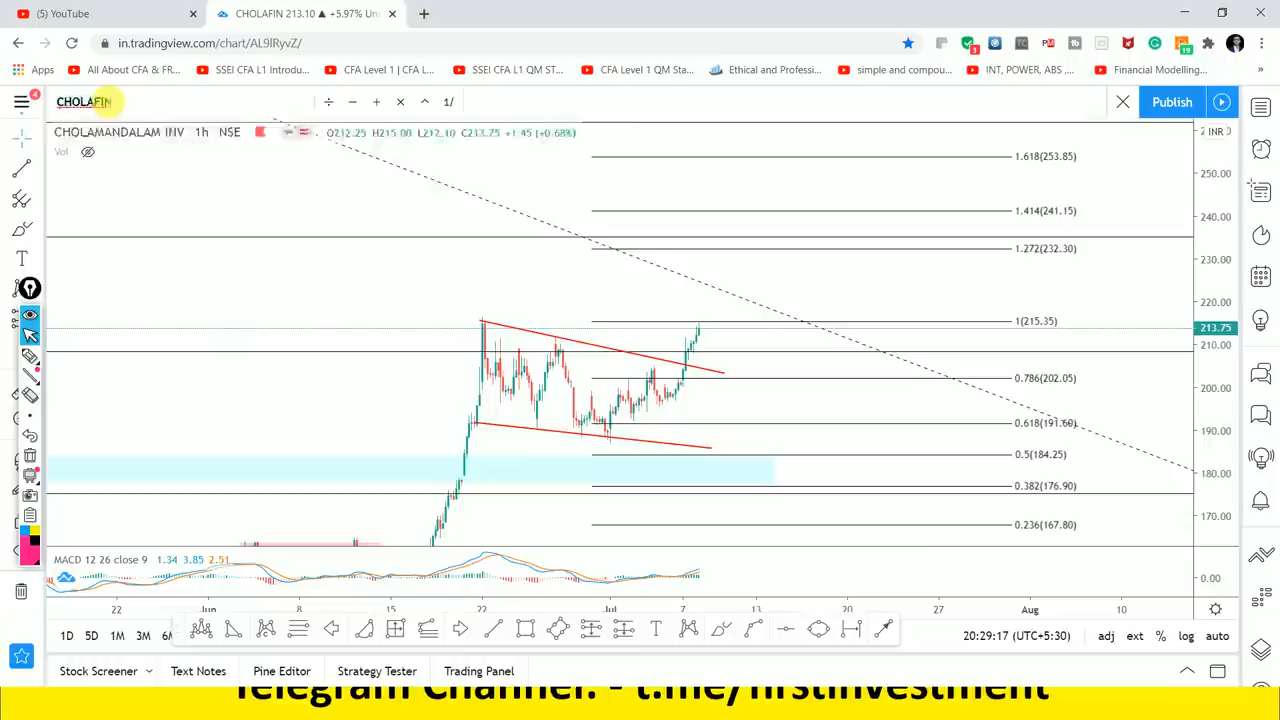 (5) YouTube
CHOLAFIN 213.10 ▲ +5.97% Un
in.tradingview.com/chart/AL9lRyvZ/
Apps
All About CFA & FR...
SSEI CFA L1 Introdu...
CFA Level 1 CFA L...
SSEI CFA L1 QM ST...
CFA Level 1 QM Sta...
Ethical and Professi...
simple and compou...
INT, POWER, ABS ,...
Financial Modelling...
»
4
CHOLAFIN
÷ − + × 1/
Publish
CHOLAMANDALAM INV 1h NSE
O212.25 H215.00 L212.10 C213.75 +1.45 (+0.68%)
INR
Vol
1.618(253.85)
250.00
1.414(241.15)
240.00
1.272(232.30)
230.00
220.00
1(215.35)
213.75
210.00
0.786(202.05)
200.00
0.618(191.60)
190.00
0.5(184.25)
180.00
0.382(176.90)
170.00
0.236(167.80)
MACD 12 26 close 9 1.34 3.85 2.51
0.00
22 Jun 8 15 22 Jul 7 13 20 27 Aug 10
1D 5D 1M 3M
20:29:17 (UTC+5:30) adj ext % log auto
Stock Screener Text Notes Pine Editor Strategy Tester Trading Panel
Telegram Channel: - t.me/firstinvestment